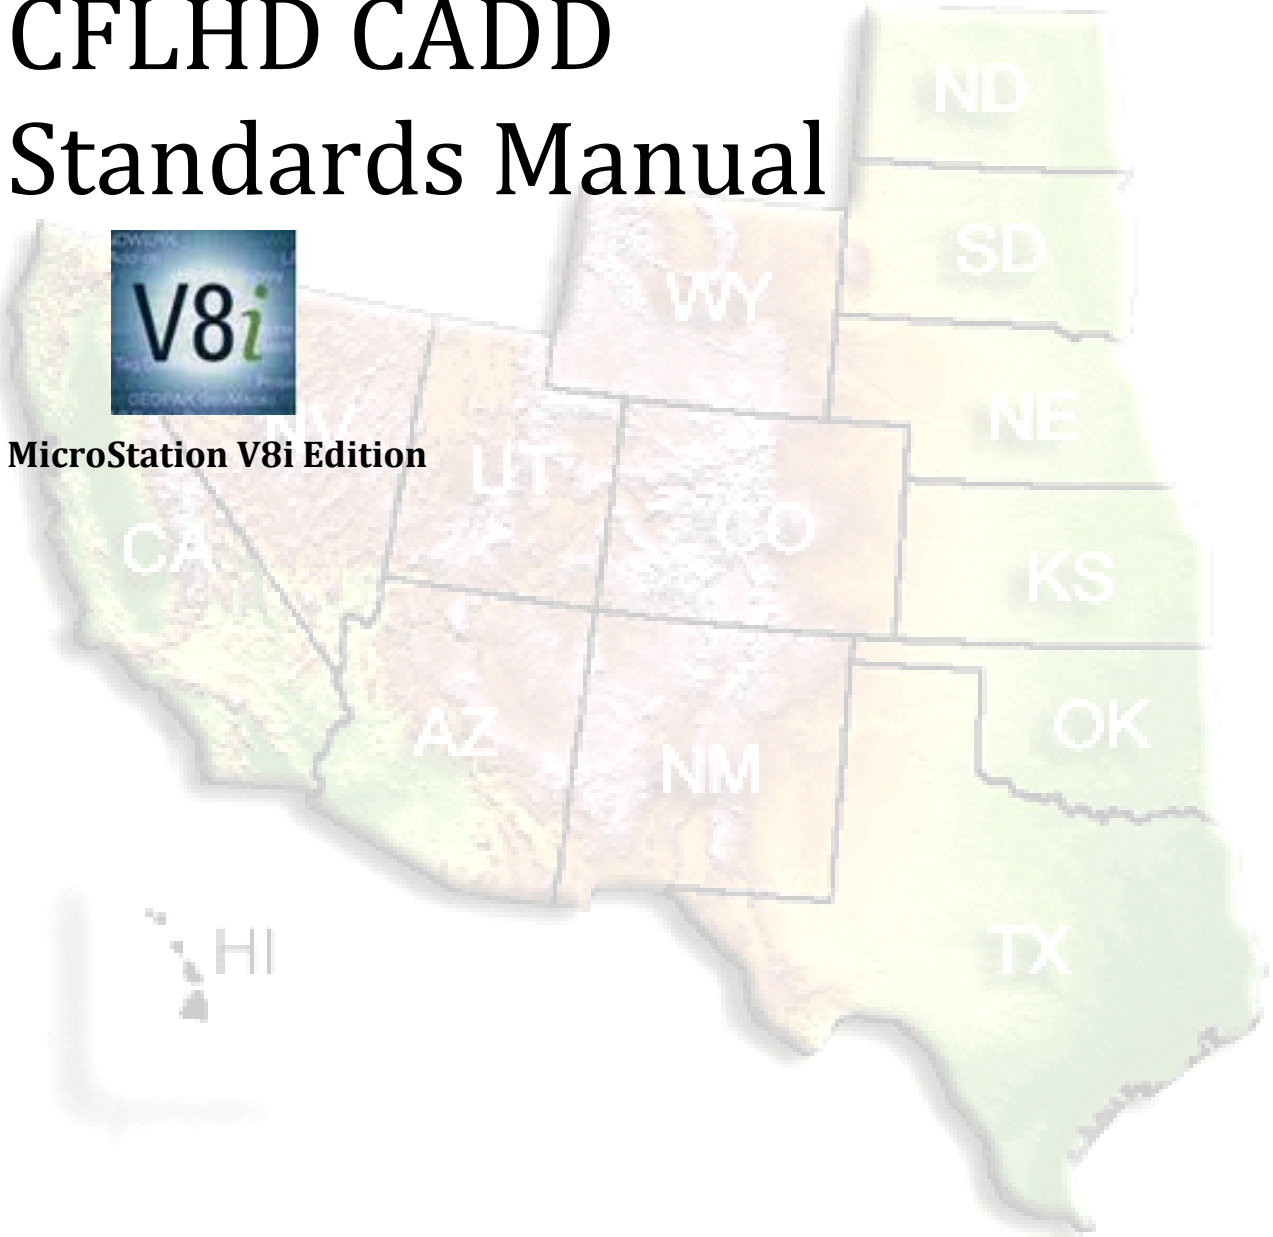 CFLHD CADD
Standards Manual
ND
SD
WY
V8i
GEOPAK
NE
NV
MicroStation V8i Edition
UT
CO
CA
KS
OK
AZ
NM
TX
HI